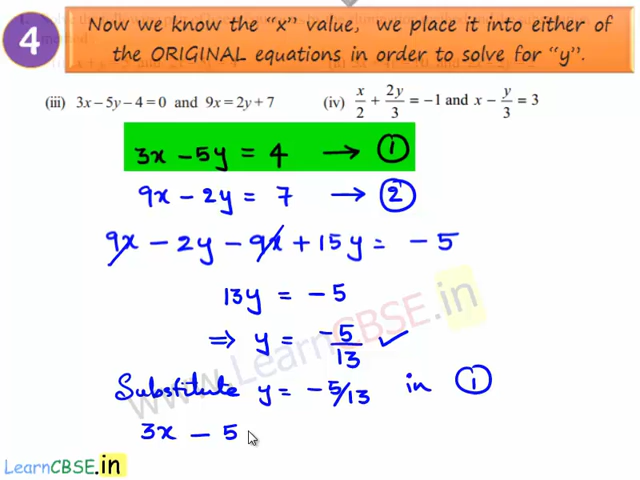 4
Now we know the "x" value, we place it into either of
the ORIGINAL equations in order to solve for "y".
(iii) 3x – 5y – 4 = 0 and 9x = 2y + 7
(iv) x/2 + 2y/3 = –1 and x – y/3 = 3
3x – 5y = 4 → ①
9x – 2y = 7 → ②
9x – 2y – 9x + 15y = – 5
13y = – 5
⇒ y = –5/13 ✓
Substitute y = – 5/13 in ①
3x – 5
www.LearnCBSE.in
LearnCBSE.in